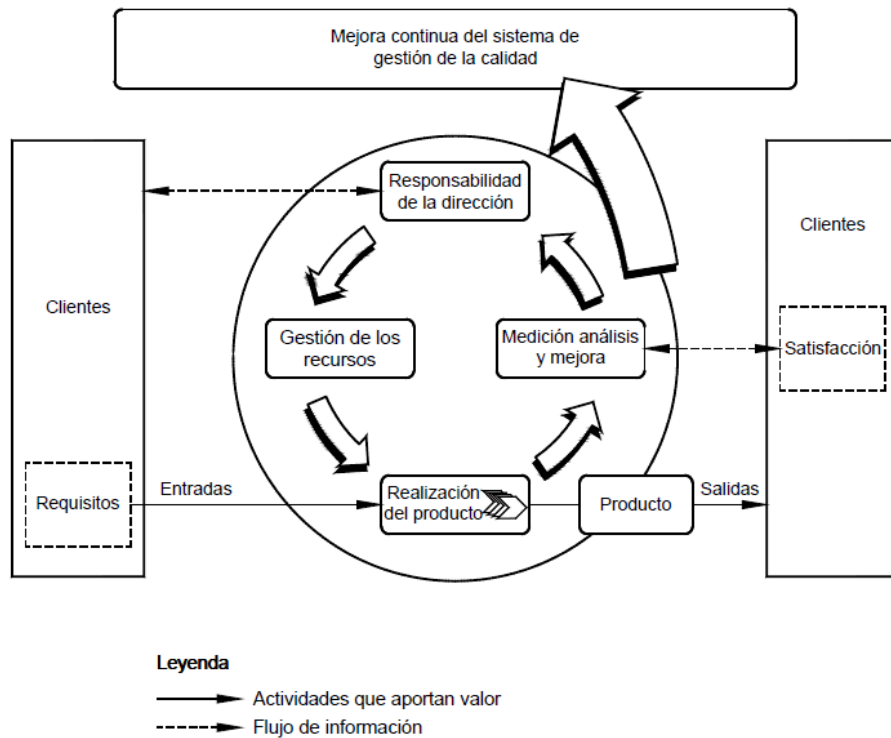 Mejora continua del sistema de
gestión de la calidad
Responsabilidad
de la dirección
Clientes
Clientes
Gestión de los
recursos
Medición análisis
y mejora
Satisfacción
Requisitos
Entradas
Realización
del producto
Producto
Salidas
Leyenda
Actividades que aportan valor
Flujo de información